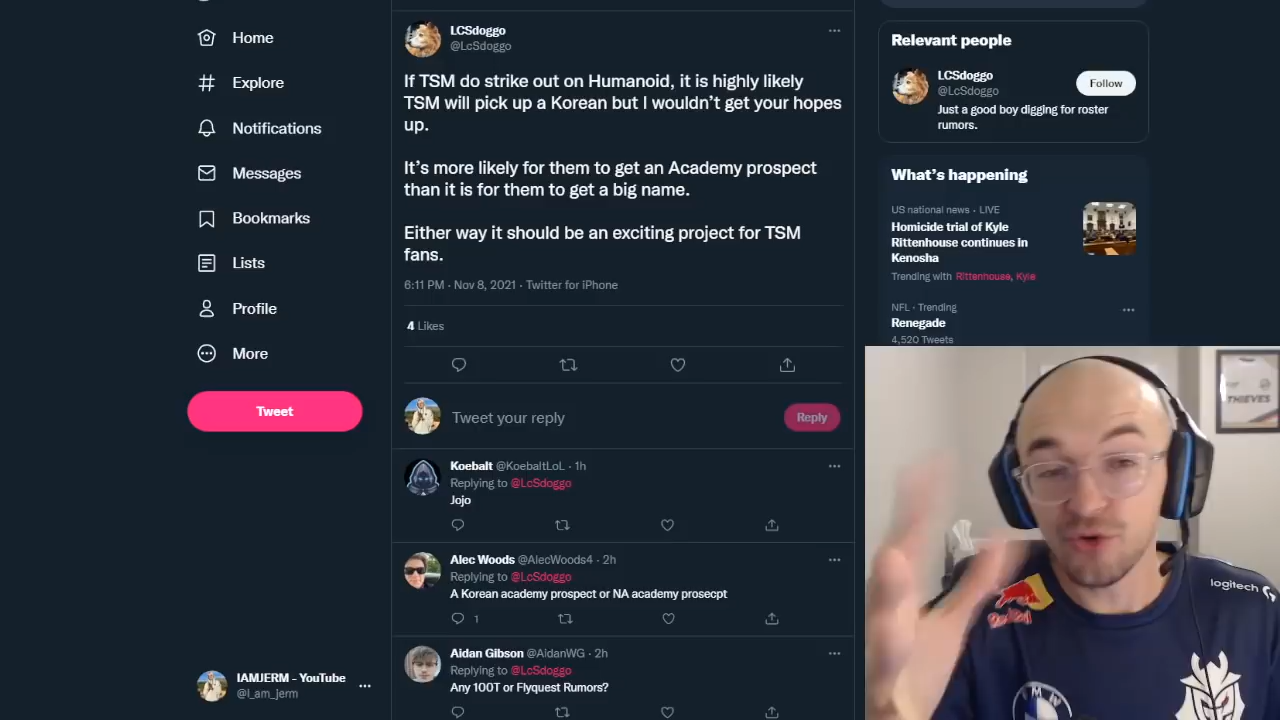 Home
Explore
Notifications
Messages
Bookmarks
Lists
Profile
More
Tweet
IAMJERM - YouTube
@I_am_jerm
LCSdoggo
@LcSdoggo
If TSM do strike out on Humanoid, it is highly likely
TSM will pick up a Korean but I wouldn't get your hopes
up.
It's more likely for them to get an Academy prospect
than it is for them to get a big name.
Either way it should be an exciting project for TSM
fans.
6:11 PM · Nov 8, 2021 · Twitter for iPhone
4 Likes
Tweet your reply
Reply
Koebalt @KoebaltLoL · 1h
Replying to @LcSdoggo
Jojo
Alec Woods @AlecWoods4 · 2h
Replying to @LcSdoggo
A Korean academy prospect or NA academy prosecpt
1
Aidan Gibson @AidanWG · 2h
Replying to @LcSdoggo
Any 100T or Flyquest Rumors?
Relevant people
LCSdoggo
@LcSdoggo
Follow
Just a good boy digging for roster
rumors.
What's happening
US national news · LIVE
Homicide trial of Kyle
Rittenhouse continues in
Kenosha
Trending with Rittenhouse, Kyle
NFL · Trending
Renegade
4,520 Tweets
THIEVES
logitech
Red Bull
BMW
G2